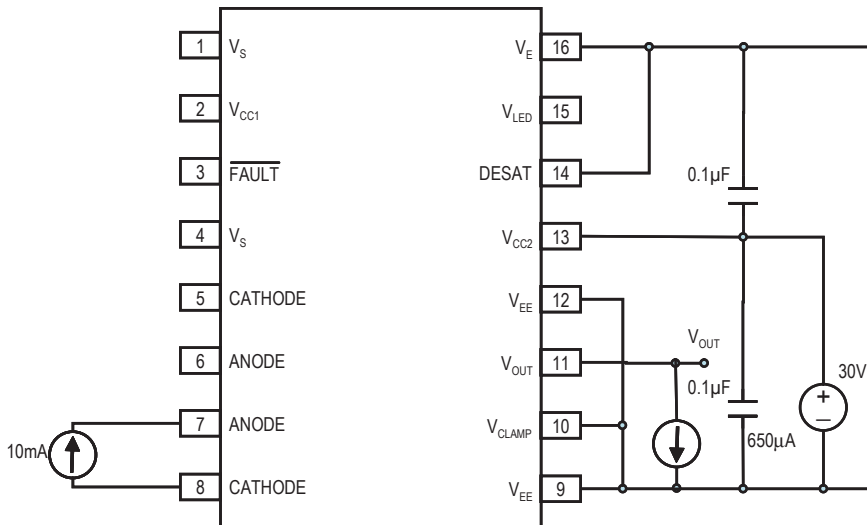 1 V_S
2 V_CC1
3 FAULT
4 V_S
5 CATHODE
6 ANODE
7 ANODE
8 CATHODE
10mA
V_E 16
V_LED 15
DESAT 14
V_CC2 13
V_EE 12
V_OUT 11
V_CLAMP 10
V_EE 9
0.1µF
V_OUT
0.1µF
650µA
30V
+
–